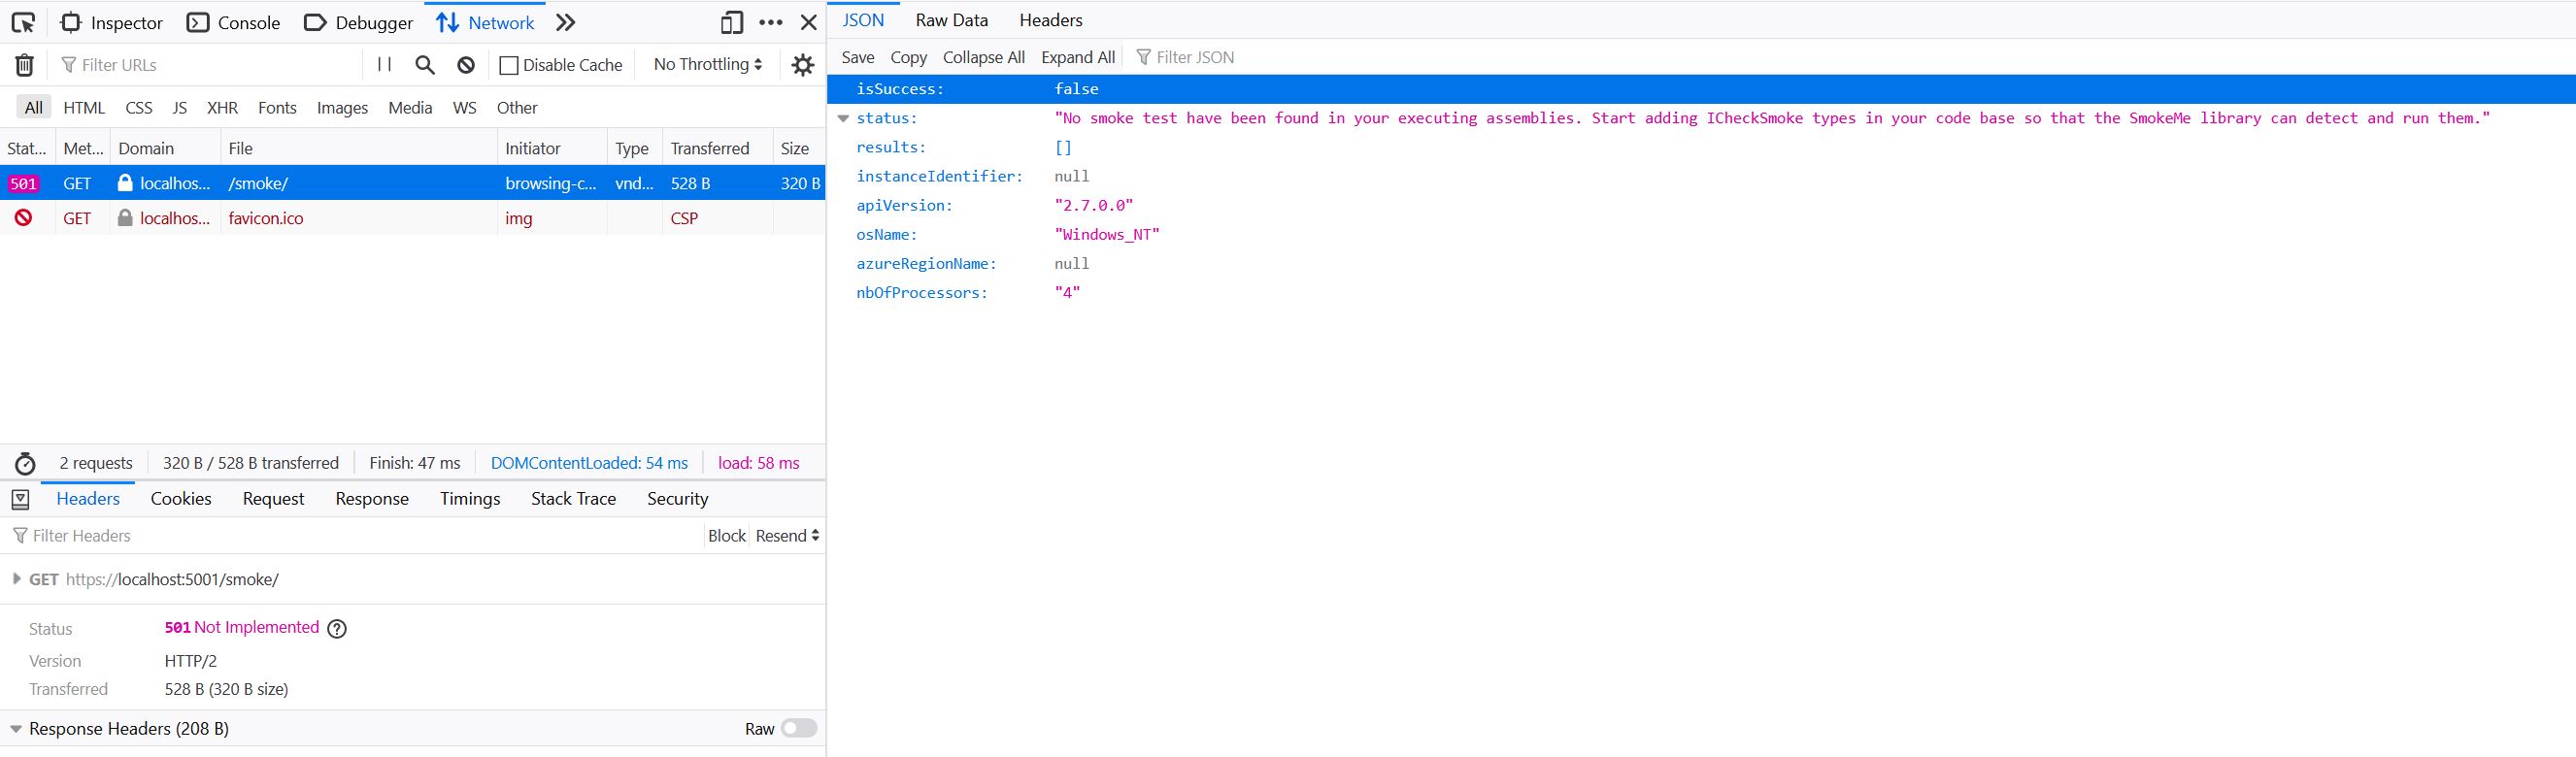 Inspector Console Debugger Network
Filter URLs Disable Cache No Throttling
All HTML CSS JS XHR Fonts Images Media WS Other
Stat... Met... Domain File Initiator Type Transferred Size
501 GET localhos... /smoke/ browsing-c... vnd... 528 B 320 B
GET localhos... favicon.ico img CSP
2 requests 320 B / 528 B transferred Finish: 47 ms DOMContentLoaded: 54 ms load: 58 ms
Headers Cookies Request Response Timings Stack Trace Security
Filter Headers Block Resend
GET https://localhost:5001/smoke/
Status 501 Not Implemented
Version HTTP/2
Transferred 528 B (320 B size)
Response Headers (208 B) Raw
JSON Raw Data Headers
Save Copy Collapse All Expand All Filter JSON
isSuccess: false
status: "No smoke test have been found in your executing assemblies. Start adding ICheckSmoke types in your code base so that the SmokeMe library can detect and run them."
results: []
instanceIdentifier: null
apiVersion: "2.7.0.0"
osName: "Windows_NT"
azureRegionName: null
nbOfProcessors: "4"